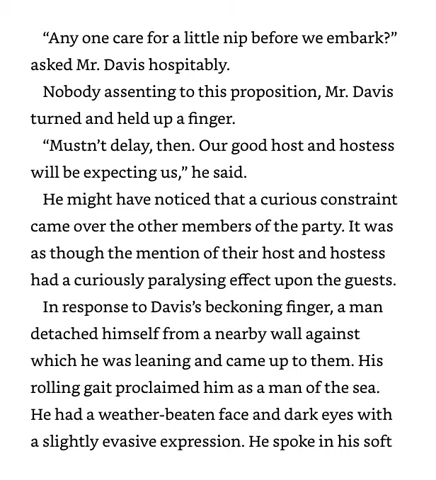 “Any one care for a little nip before we embark?”
asked Mr. Davis hospitably.
Nobody assenting to this proposition, Mr. Davis
turned and held up a finger.
“Mustn’t delay, then. Our good host and hostess
will be expecting us,” he said.
He might have noticed that a curious constraint
came over the other members of the party. It was
as though the mention of their host and hostess
had a curiously paralysing effect upon the guests.
In response to Davis’s beckoning finger, a man
detached himself from a nearby wall against
which he was leaning and came up to them. His
rolling gait proclaimed him as a man of the sea.
He had a weather-beaten face and dark eyes with
a slightly evasive expression. He spoke in his soft